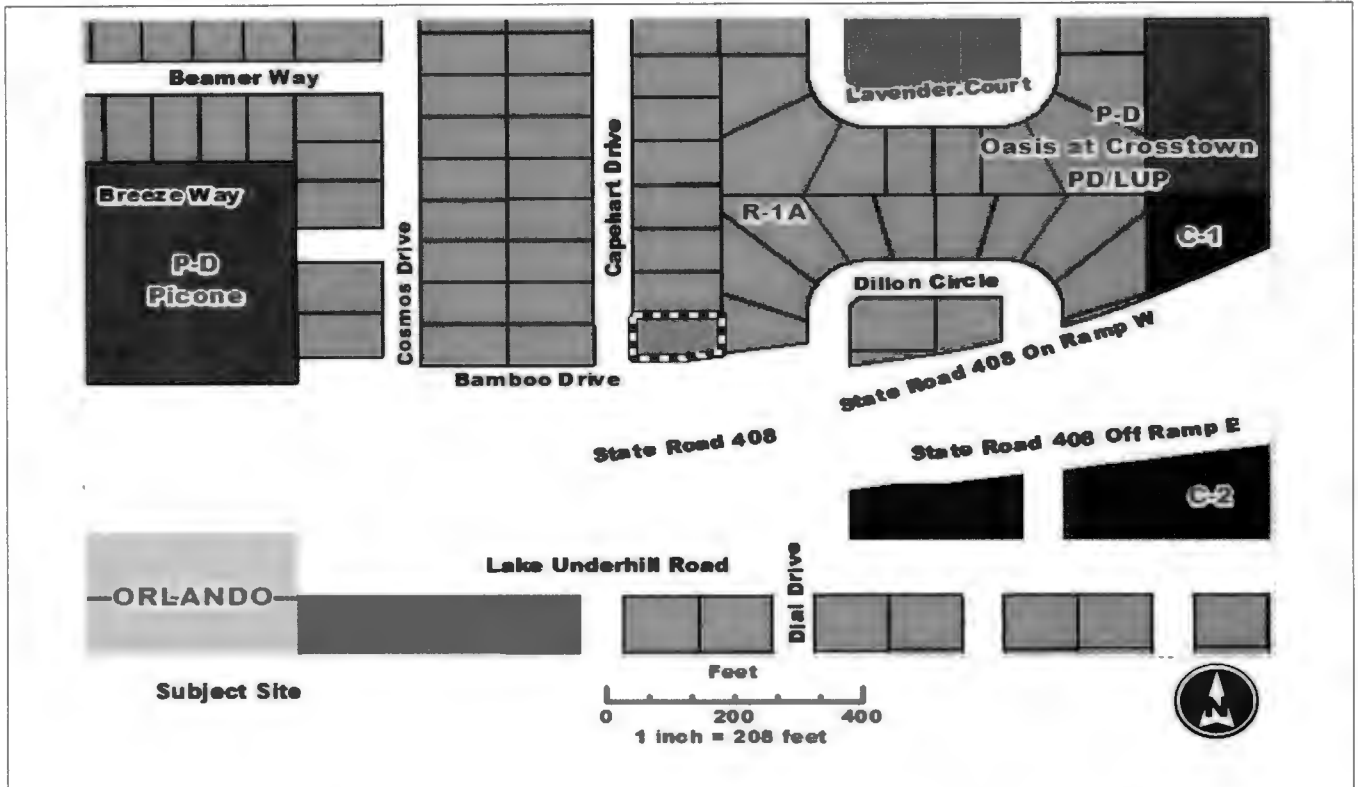 Beamer Way
Lavender Court
P-D
Oasis at Crosstown
PD/LUP
Breeze Way
Capehart Drive
R-1A
C-1
P-D
Picone
Cosmos Drive
Dillon Circle
Bamboo Drive
State Road 408 On Ramp W
State Road 408
State Road 408 Off Ramp E
C-2
Lake Underhill Road
Dial Drive
ORLANDO
Subject Site
Feet
0 200 400
1 inch = 208 feet
N